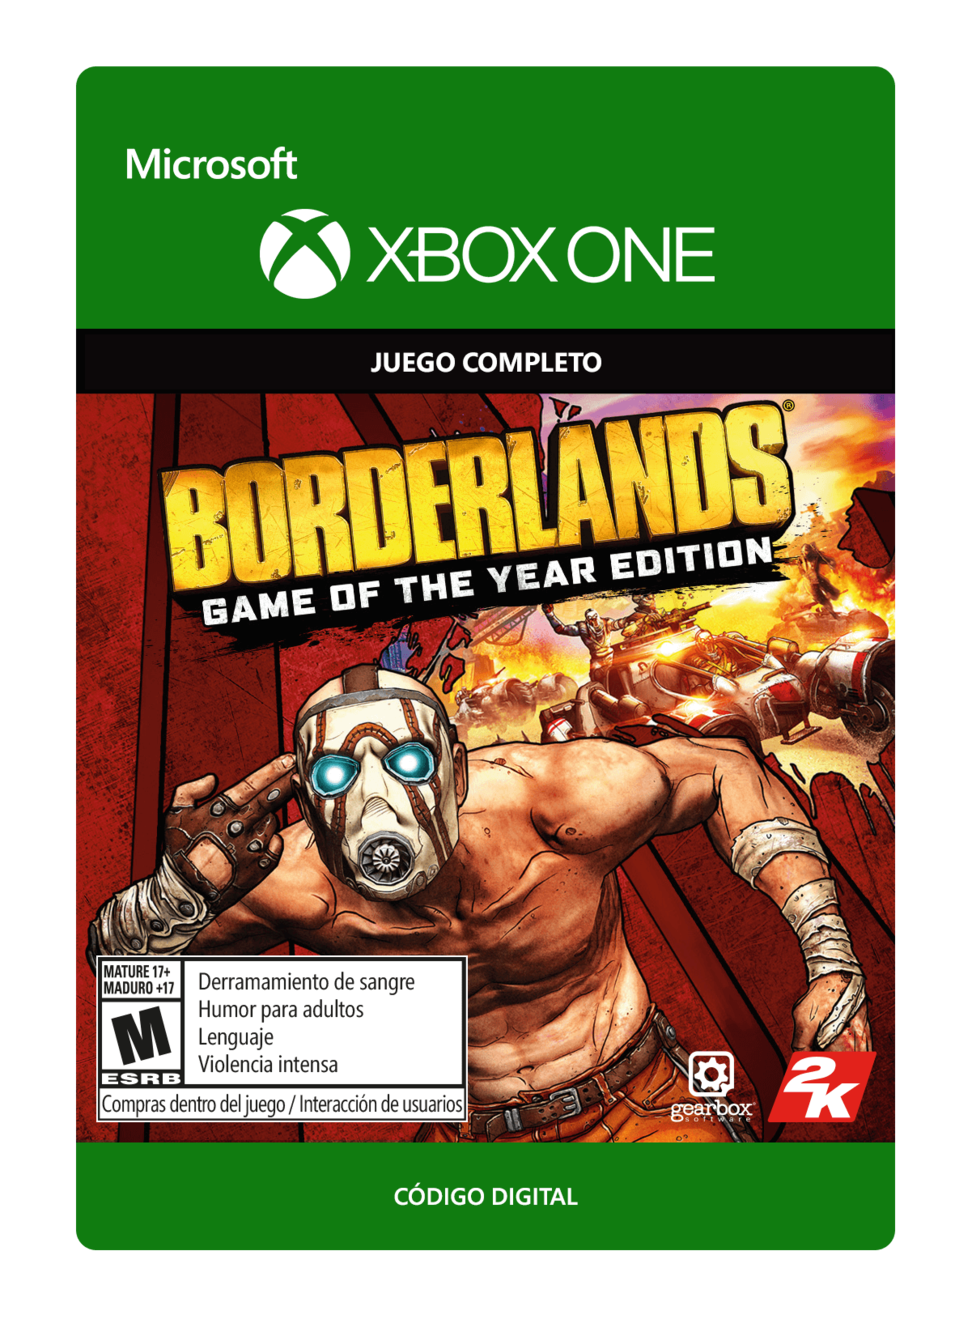 Microsoft
XBOX ONE
JUEGO COMPLETO
BORDERLANDS®
GAME OF THE YEAR EDITION
MATURE 17+
MADURO +17
M
ESRB
Derramamiento de sangre
Humor para adultos
Lenguaje
Violencia intensa
Compras dentro del juego / Interacción de usuarios
gearbox
software
2K
CÓDIGO DIGITAL